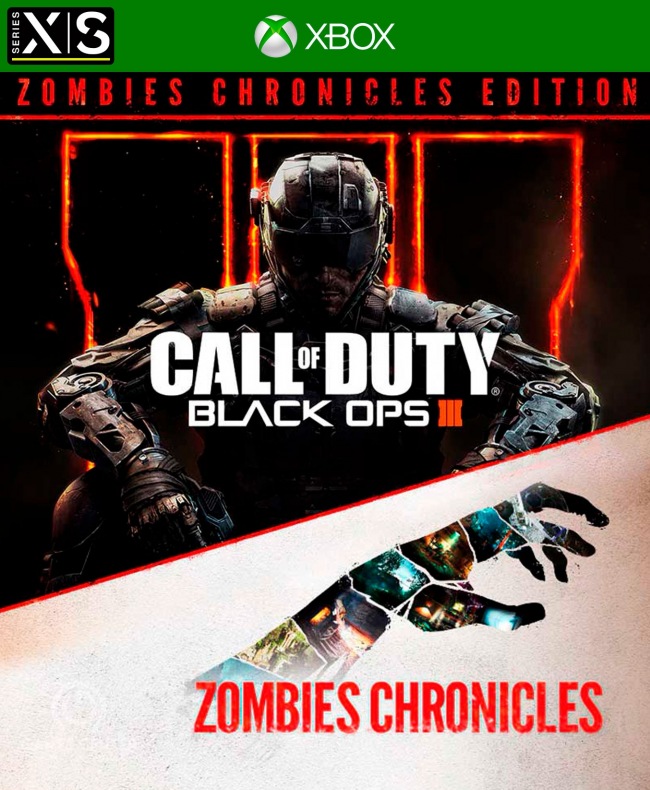 SERIES
X|S
XBOX
ZOMBIES CHRONICLES EDITION
CALL OF DUTY®
BLACK OPS III
ZOMBIES CHRONICLES